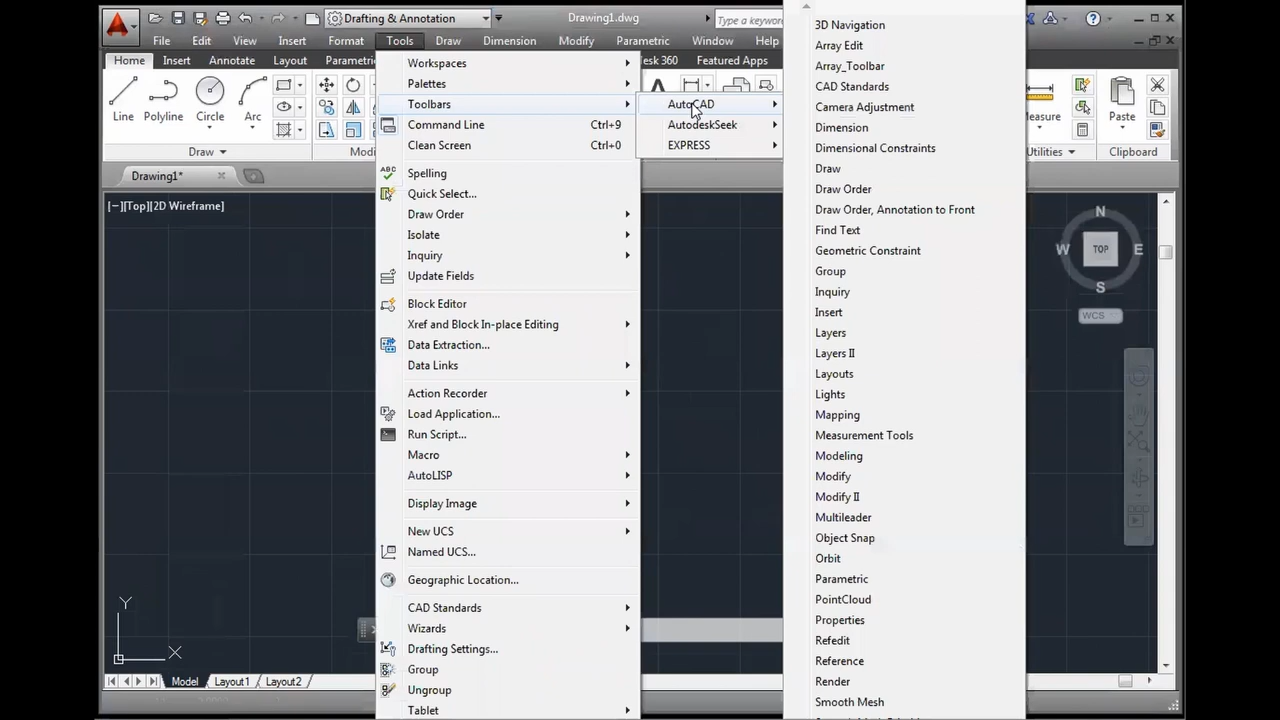 Drafting & Annotation
Drawing1.dwg
Type a keywo
File
Edit
View
Insert
Format
Tools
Draw
Dimension
Modify
Parametric
Window
Help
Home
Insert
Annotate
Layout
Parametri
sk 360
Featured Apps
Line
Polyline
Circle
Arc
Draw
Measure
Paste
Utilities
Clipboard
Drawing1*
[−][Top][2D Wireframe]
Workspaces
Palettes
Toolbars
Command Line Ctrl+9
Clean Screen Ctrl+0
ABC
Spelling
Quick Select...
Draw Order
Isolate
Inquiry
Update Fields
Block Editor
Xref and Block In-place Editing
Data Extraction...
Data Links
Action Recorder
Load Application...
Run Script...
Macro
AutoLISP
Display Image
New UCS
Named UCS...
Geographic Location...
CAD Standards
Wizards
Drafting Settings...
Group
Ungroup
Tablet
AutoCAD
AutodeskSeek
EXPRESS
3D Navigation
Array Edit
Array_Toolbar
CAD Standards
Camera Adjustment
Dimension
Dimensional Constraints
Draw
Draw Order
Draw Order, Annotation to Front
Find Text
Geometric Constraint
Group
Inquiry
Insert
Layers
Layers II
Layouts
Lights
Mapping
Measurement Tools
Modeling
Modify
Modify II
Multileader
Object Snap
Orbit
Parametric
PointCloud
Properties
Refedit
Reference
Render
Smooth Mesh
N
W
TOP
E
S
WCS
Y
X
Model
Layout1
Layout2